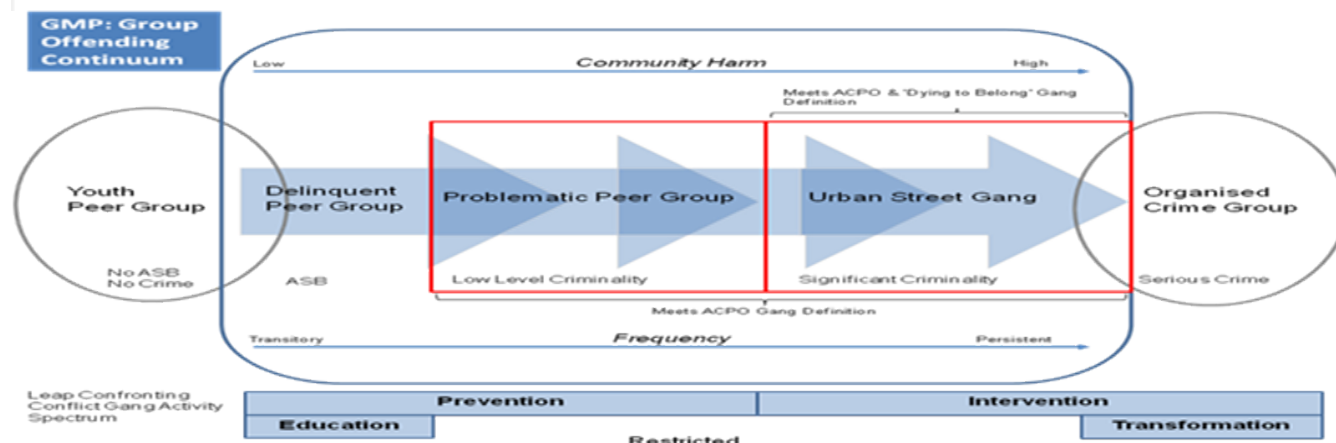 GMP: Group
Offending
Continuum
Low
Community Harm
High
Meets ACPO & "Dying to Belong" Gang
Definition
Youth
Peer Group
Delinquent
Peer Group
Problematic Peer Group
Urban Street Gang
Organised
Crime Group
No ASB
No Crime
ASB
Low Level Criminality
Significant Criminality
Serious Crime
Meets ACPO Gang Definition
Transitory
Frequency
Persistent
Leap Confronting
Conflict Gang Activity
Spectrum
Prevention
Intervention
Education
Transformation
Restricted